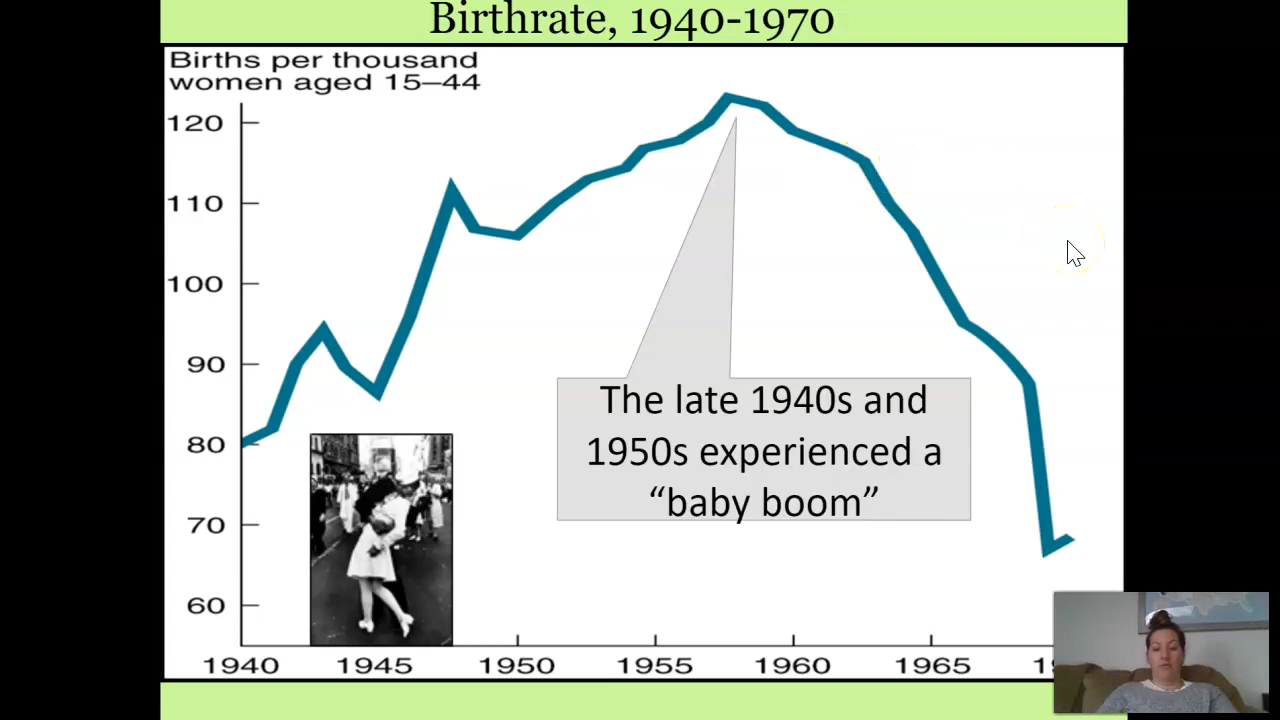 Birthrate, 1940-1970
Births per thousand
women aged 15–44
120
110
100
90
80
70
60
The late 1940s and
1950s experienced a
“baby boom”
1940 1945 1950 1955 1960 1965